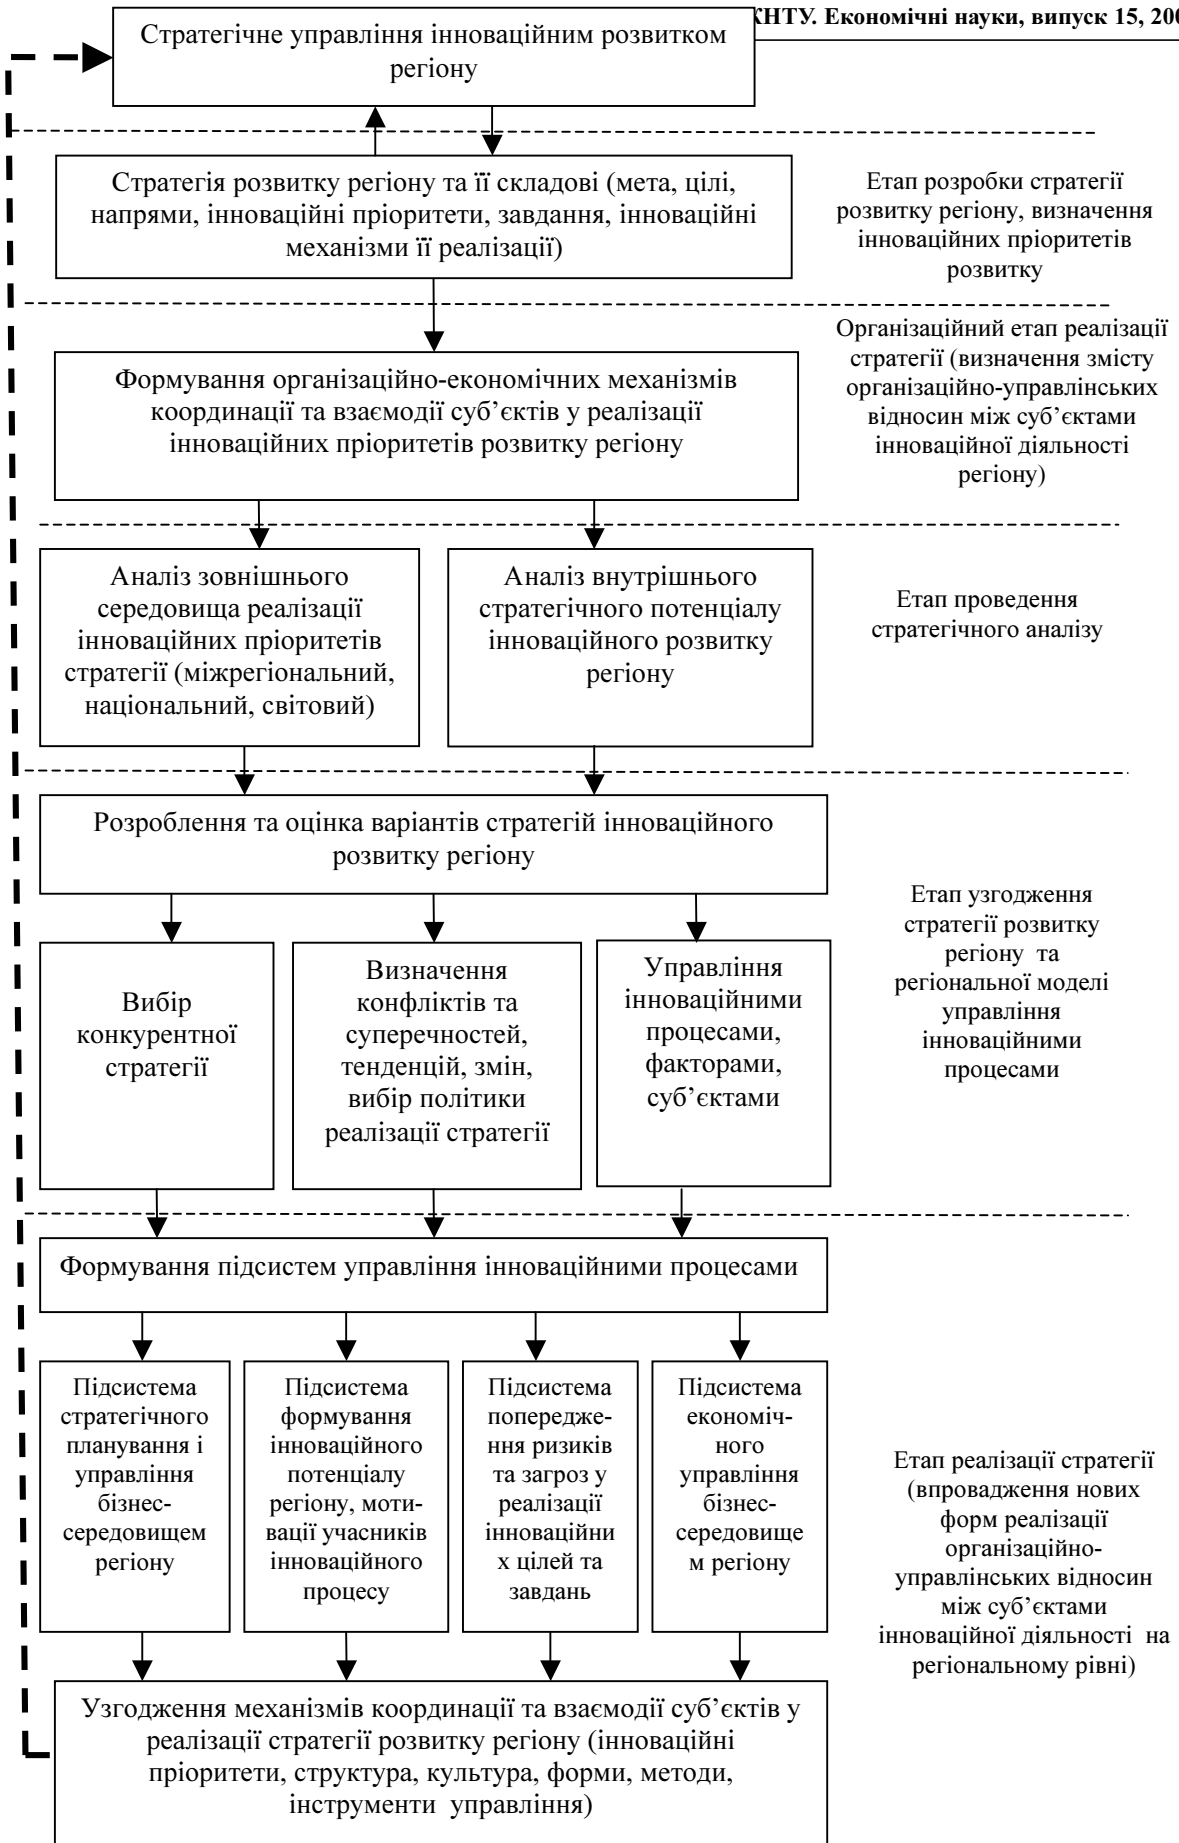 КНТУ. Економічні науки, випуск 15,
Стратегічне управління інноваційним розвитком
регіону
Стратегія розвитку регіону та її складові (мета, цілі,
напрями, інноваційні пріоритети, завдання, інноваційні
механізми її реалізації)
Етап розробки стратегії
розвитку регіону, визначення
інноваційних пріоритетів
розвитку
Формування організаційно-економічних механізмів
координації та взаємодії суб’єктів у реалізації
інноваційних пріоритетів розвитку регіону
Організаційний етап реалізації
стратегії (визначення змісту
організаційно-управлінських
відносин між суб’єктами
інноваційної діяльності
регіону)
Аналіз зовнішнього
середовища реалізації
інноваційних пріоритетів
стратегії (міжрегіональний,
національний, світовий)
Аналіз внутрішнього
стратегічного потенціалу
інноваційного розвитку
регіону
Етап проведення
стратегічного аналізу
Розроблення та оцінка варіантів стратегій інноваційного
розвитку регіону
Вибір
конкурентної
стратегії
Визначення
конфліктів та
суперечностей,
тенденцій, змін,
вибір політики
реалізації стратегії
Управління
інноваційними
процесами,
факторами,
суб’єктами
Етап узгодження
стратегії розвитку
регіону та
регіональної моделі
управління
інноваційними
процесами
Формування підсистем управління інноваційними процесами
Підсистема
стратегічного
планування і
управління
бізнес-
середовищем
регіону
Підсистема
формування
інноваційного
потенціалу
регіону, моти-
вації учасників
інноваційного
процесу
Підсистема
попередже-
ння ризиків
та загроз у
реалізації
інноваційни
х цілей та
завдань
Підсистема
економіч-
ного
управління
бізнес-
середовище
м регіону
Етап реалізації стратегії
(впровадження нових
форм реалізації
організаційно-
управлінських відносин
між суб’єктами
інноваційної діяльності на
регіональному рівні)
Узгодження механізмів координації та взаємодії суб’єктів у
реалізації стратегії розвитку регіону (інноваційні
пріоритети, структура, культура, форми, методи,
інструменти управління)